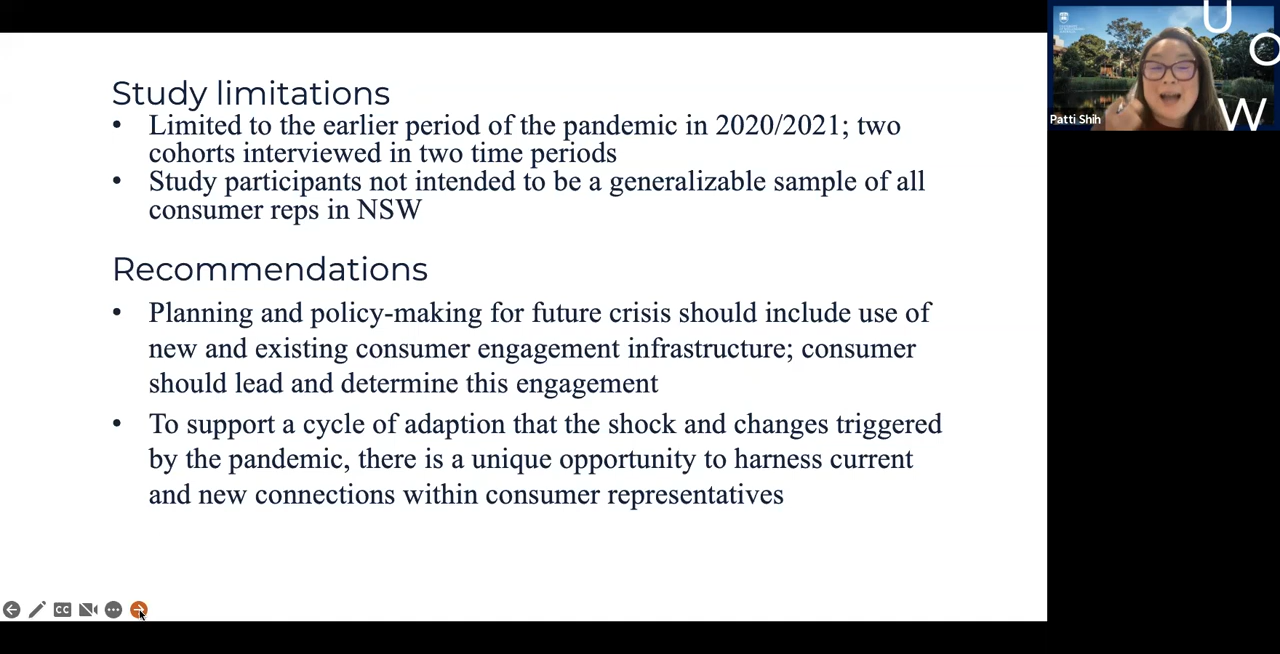 Study limitations
• Limited to the earlier period of the pandemic in 2020/2021; two
cohorts interviewed in two time periods
• Study participants not intended to be a generalizable sample of all
consumer reps in NSW
Recommendations
• Planning and policy-making for future crisis should include use of
new and existing consumer engagement infrastructure; consumer
should lead and determine this engagement
• To support a cycle of adaption that the shock and changes triggered
by the pandemic, there is a unique opportunity to harness current
and new connections within consumer representatives
CC
U
O
W
Patti Shih